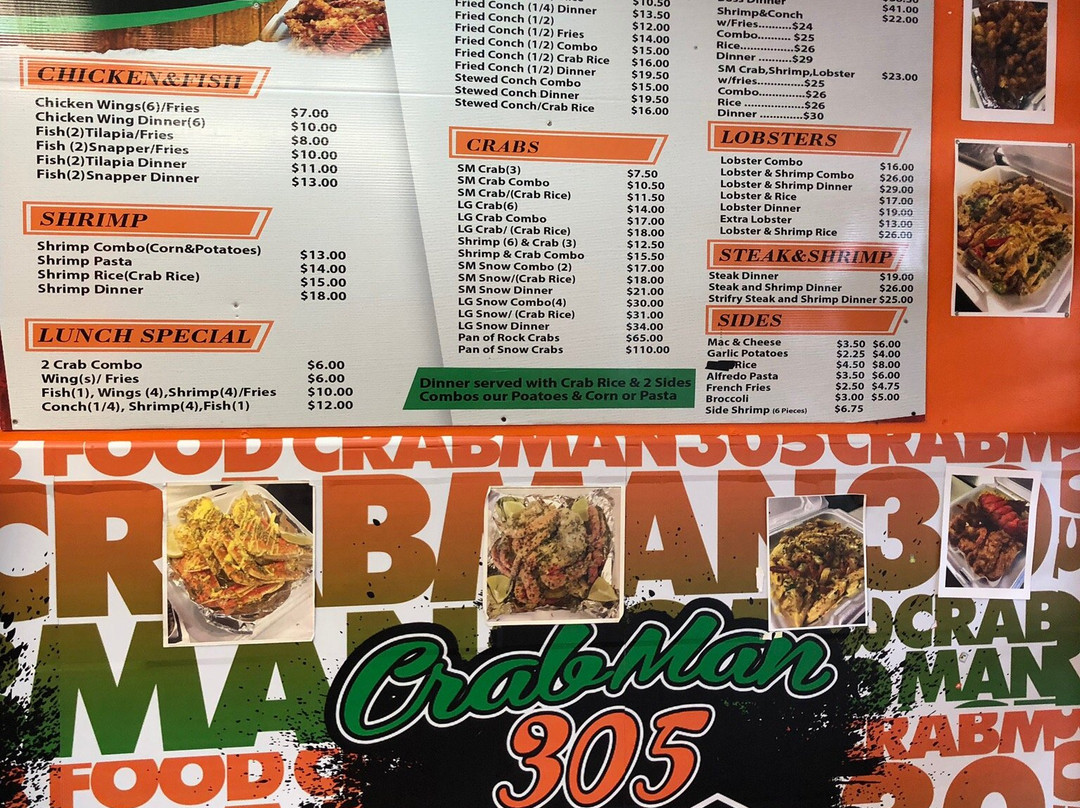 CHICKEN&FISH
Chicken Wings(6)/Fries $7.00
Chicken Wing Dinner(6) $10.00
Fish(2)Tilapia/Fries $8.00
Fish (2)Snapper/Fries $10.00
Fish(2)Tilapia Dinner $11.00
Fish(2)Snapper Dinner $13.00
SHRIMP
Shrimp Combo(Corn&Potatoes) $13.00
Shrimp Pasta $14.00
Shrimp Rice(Crab Rice) $15.00
Shrimp Dinner $18.00
LUNCH SPECIAL
2 Crab Combo $6.00
Wing(s)/ Fries $6.00
Fish(1), Wings (4),Shrimp(4)/Fries $10.00
Conch(1/4), Shrimp(4),Fish(1) $12.00
Fried Conch (1/4) Dinner $13.50
Fried Conch (1/2) $12.00
Fried Conch (1/2) Fries $14.00
Fried Conch (1/2) Combo $15.00
Fried Conch (1/2) Crab Rice $16.00
Fried Conch (1/2) Dinner $19.50
Stewed Conch Combo $15.00
Stewed Conch Dinner $19.50
Stewed Conch/Crab Rice $16.00
CRABS
SM Crab(3) $7.50
SM Crab Combo $10.50
SM Crab/(Crab Rice) $11.50
LG Crab(6) $14.00
LG Crab Combo $17.00
LG Crab/ (Crab Rice) $18.00
Shrimp (6) & Crab (3) $12.50
Shrimp & Crab Combo $15.50
SM Snow Combo (2) $17.00
SM Snow/(Crab Rice) $18.00
SM Snow Dinner $21.00
LG Snow Combo(4) $30.00
LG Snow/ (Crab Rice) $31.00
LG Snow Dinner $34.00
Pan of Rock Crabs $65.00
Pan of Snow Crabs $110.00
Dinner served with Crab Rice & 2 Sides
Combos our Poatoes & Corn or Pasta
$41.00
Shrimp&Conch $22.00
w/Fries...........$24
Combo.......... $25
Rice..............$26
Dinner ..........$29
SM Crab,Shrimp,Lobster $23.00
w/fries..............$25
Combo..............$26
Rice ..................$26
Dinner ..............$30
LOBSTERS
Lobster Combo $16.00
Lobster & Shrimp Combo $26.00
Lobster & Shrimp Dinner $29.00
Lobster & Rice $17.00
Lobster Dinner $19.00
Extra Lobster $13.00
Lobster & Shrimp Rice $26.00
STEAK&SHRIMP
Steak Dinner $19.00
Steak and Shrimp Dinner $26.00
Strifry Steak and Shrimp Dinner $25.00
SIDES
Mac & Cheese $3.50 $6.00
Garlic Potatoes $2.25 $4.00
Rice $4.50 $8.00
Alfredo Pasta $3.50 $6.00
French Fries $2.50 $4.75
Broccoli $3.00 $5.00
Side Shrimp (6 Pieces) $6.75
FOOD CRABMAN305 CRABM
CRABMAN 30
MA
CRAB
MAN
CrabMan
305
RABM
FOOD